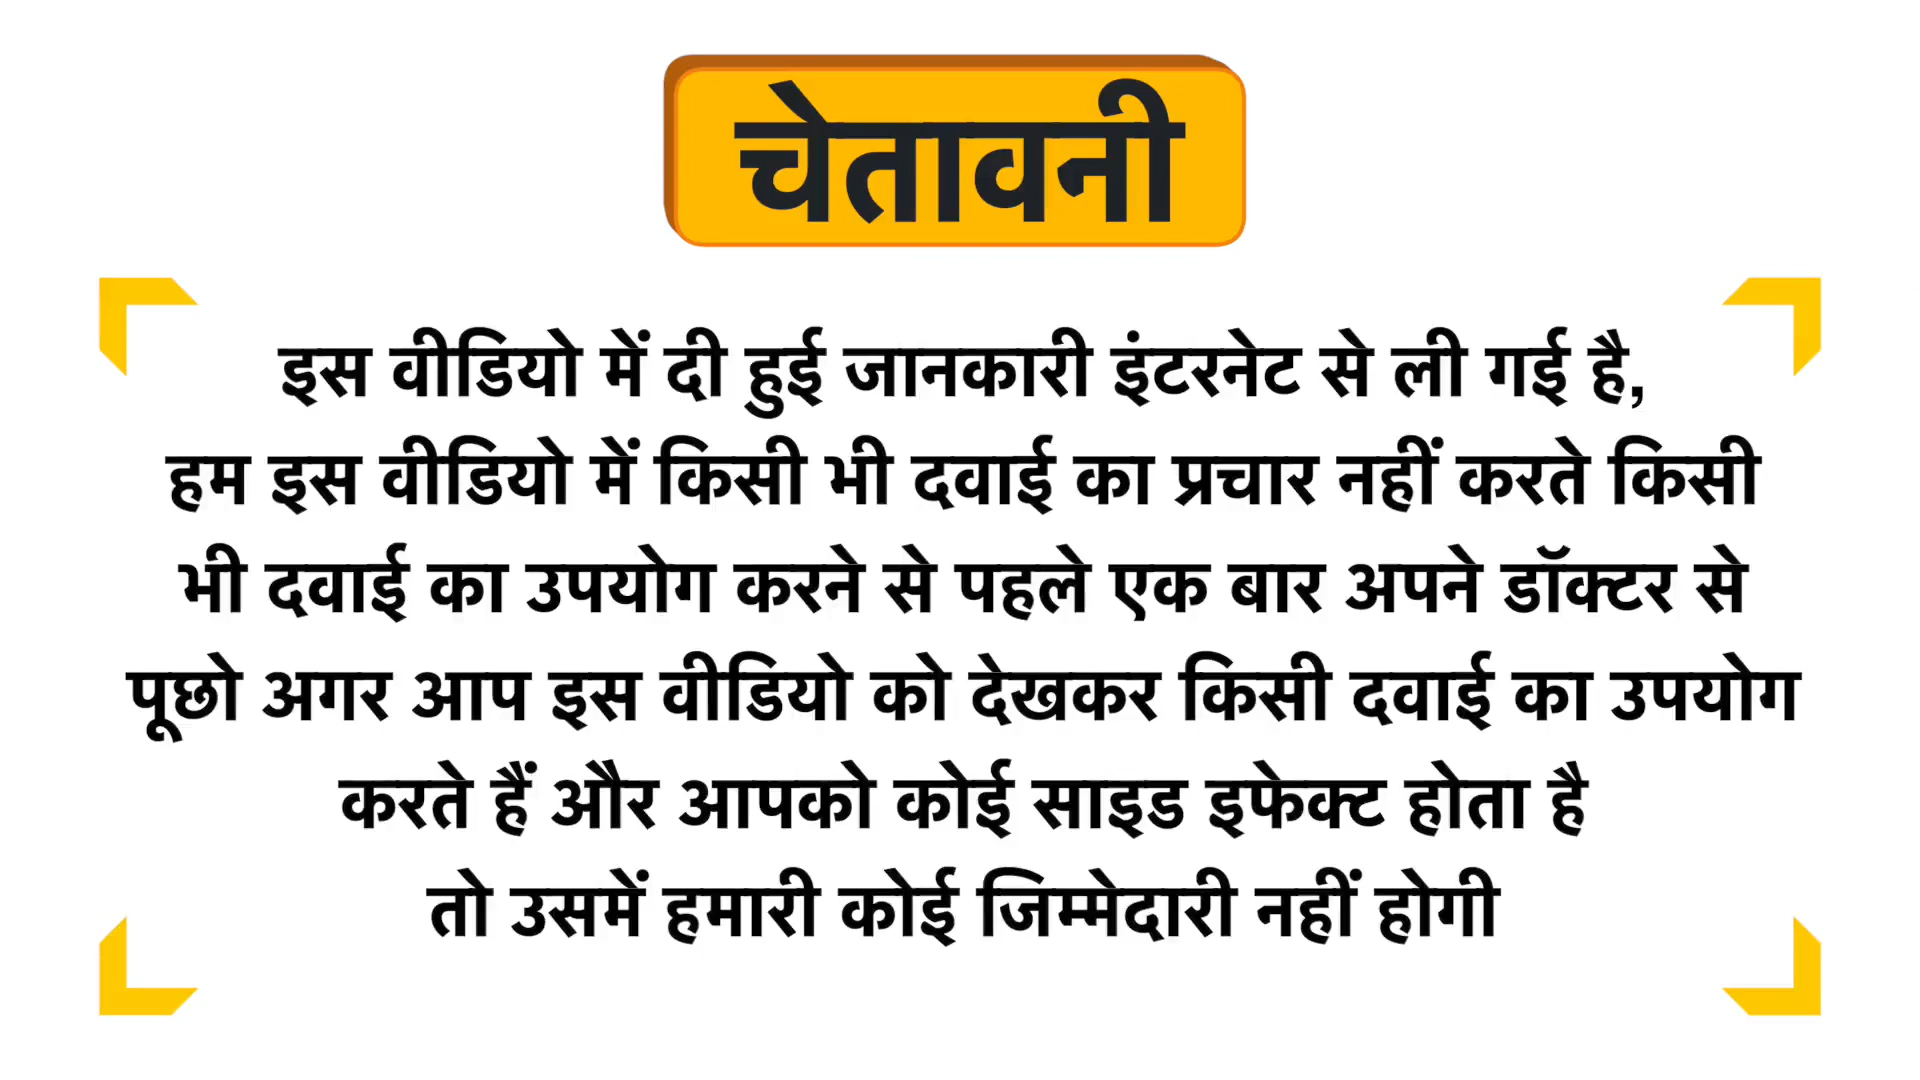 चेतावनी
इस वीडियो में दी हुई जानकारी इंटरनेट से ली गई है,
हम इस वीडियो में किसी भी दवाई का प्रचार नहीं करते किसी
भी दवाई का उपयोग करने से पहले एक बार अपने डॉक्टर से
पूछो अगर आप इस वीडियो को देखकर किसी दवाई का उपयोग
करते हैं और आपको कोई साइड इफेक्ट होता है
तो उसमें हमारी कोई जिम्मेदारी नहीं होगी